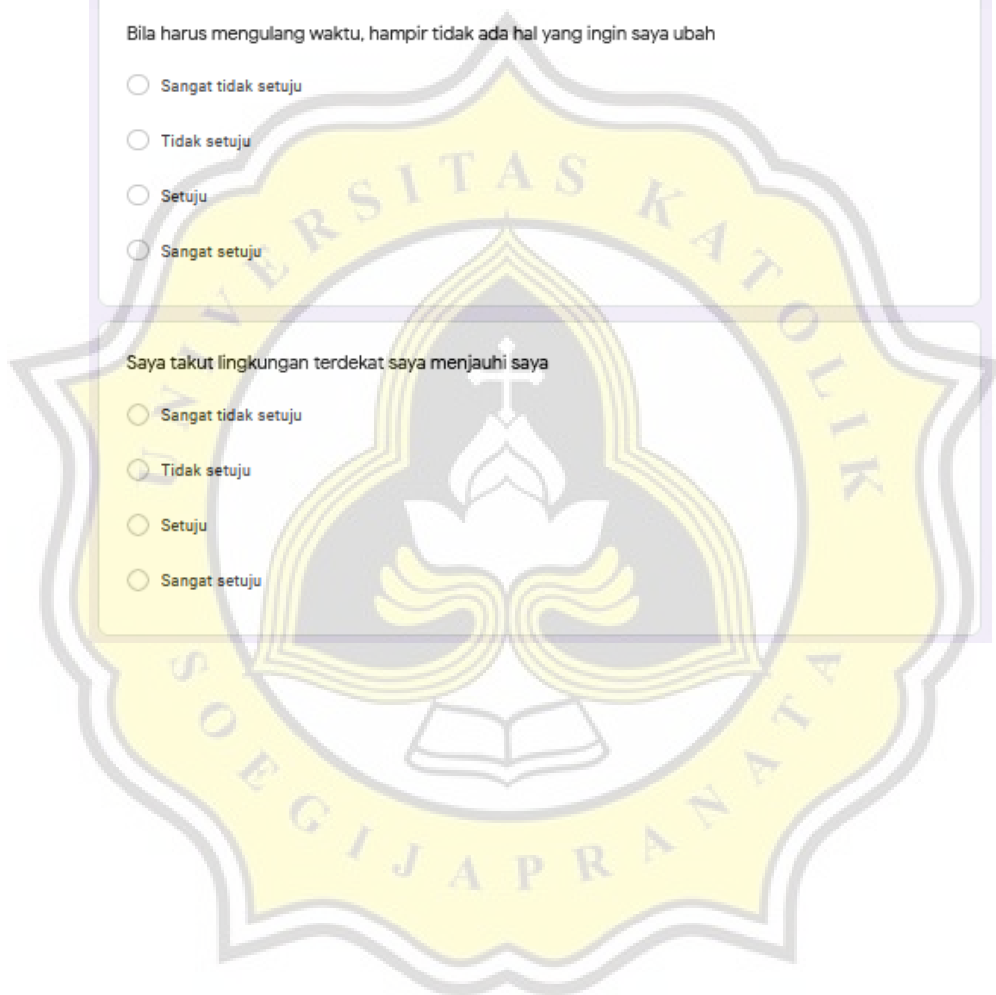 Bila harus mengulang waktu, hampir tidak ada hal yang ingin saya ubah
Sangat tidak setuju
Tidak setuju
Setuju
Sangat setuju
Saya takut lingkungan terdekat saya menjauhi saya
Sangat tidak setuju
Tidak setuju
Setuju
Sangat setuju
UNIVERSITAS KATOLIK
SOEGIJAPRANATA